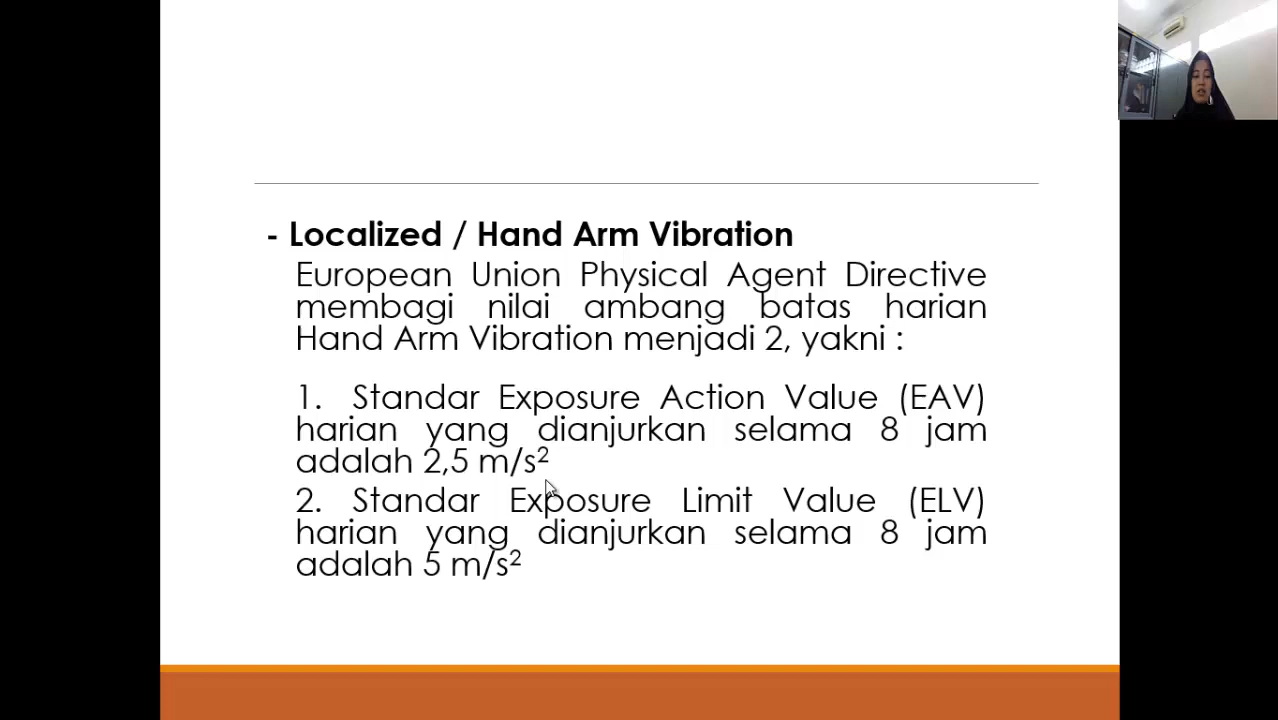 - Localized / Hand Arm Vibration
European Union Physical Agent Directive
membagi nilai ambang batas harian
Hand Arm Vibration menjadi 2, yakni :
1. Standar Exposure Action Value (EAV)
harian yang dianjurkan selama 8 jam
adalah 2,5 m/s²
2. Standar Exposure Limit Value (ELV)
harian yang dianjurkan selama 8 jam
adalah 5 m/s²